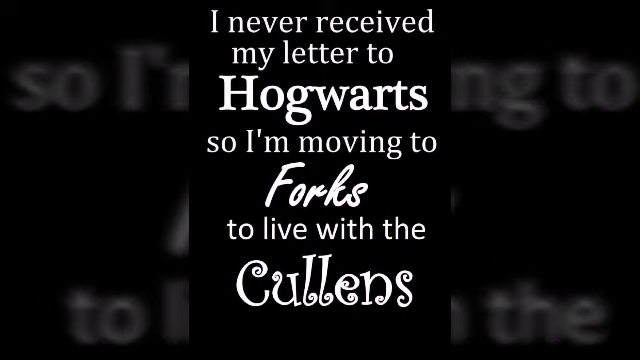 I never received
my letter to
Hogwarts
so I'm moving to
Forks
to live with the
Cullens